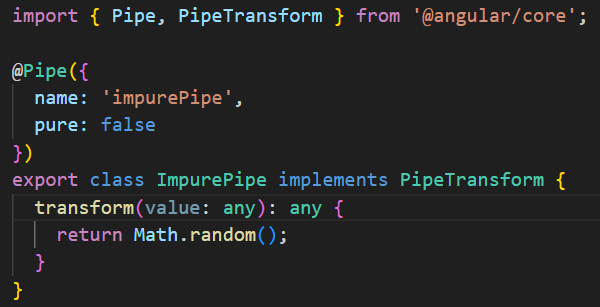 import { Pipe, PipeTransform } from '@angular/core';
@Pipe({
name: 'impurePipe',
pure: false
})
export class ImpurePipe implements PipeTransform {
transform(value: any): any {
return Math.random();
}
}